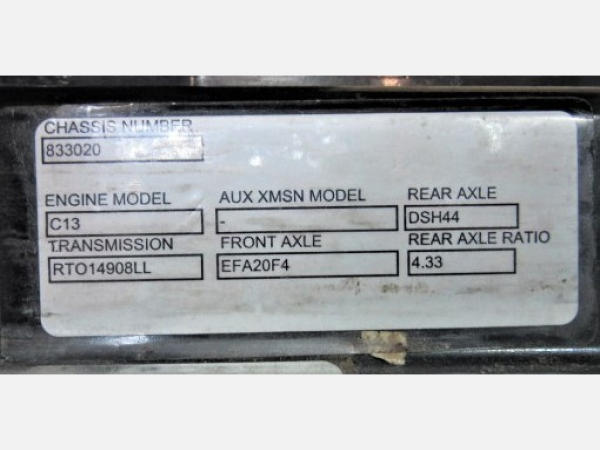 CHASSIS NUMBER
833020
ENGINE MODEL AUX XMSN MODEL REAR AXLE
C13 - DSH44
TRANSMISSION FRONT AXLE REAR AXLE RATIO
RTO14908LL EFA20F4 4.33